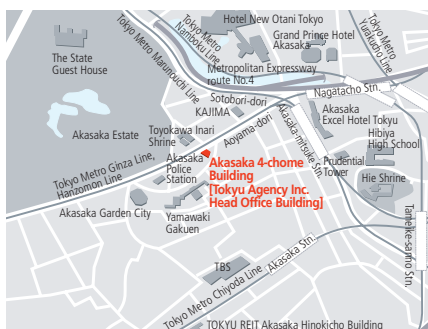 Hotel New Otani Tokyo
Tokyo Metro
Namboku Line
Grand Prince Hotel
Akasaka
Tokyo Metro
Yurakucho Line
The State
Guest House
Tokyo Metro Marunouchi Line
Metropolitan Expressway
route No.4
Nagatacho Stn.
Sotobori-dori
KAJIMA
Akasaka
Excel Hotel Tokyu
Akasaka Estate
Toyokawa Inari
Shrine
Aoyama-dori
Akasaka-mitsuke Stn.
Hibiya
High School
Akasaka
Police
Station
Akasaka 4-chome
Building
[Tokyu Agency Inc.
Head Office Building]
Prudential
Tower
Hie Shrine
Tokyo Metro Ginza Line,
Hanzomon Line
Akasaka Garden City
Yamawaki
Gakuen
Tameike-sanno Stn.
TBS
Akasaka Stn.
Tokyo Metro Chiyoda Line
TOKYU REIT Akasaka Hinokicho Building